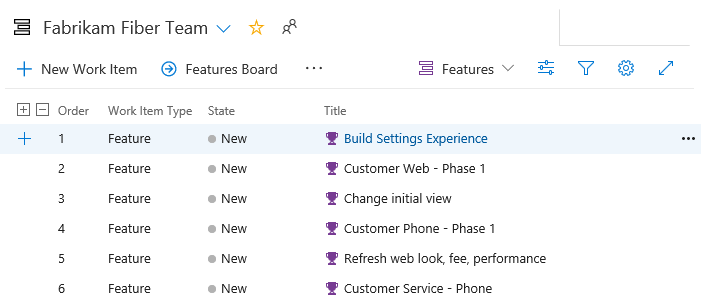 Fabrikam Fiber Team
New Work Item Features Board ... Features
Order Work Item Type State Title
1 Feature New Build Settings Experience ...
2 Feature New Customer Web - Phase 1
3 Feature New Change initial view
4 Feature New Customer Phone - Phase 1
5 Feature New Refresh web look, fee, performance
6 Feature New Customer Service - Phone